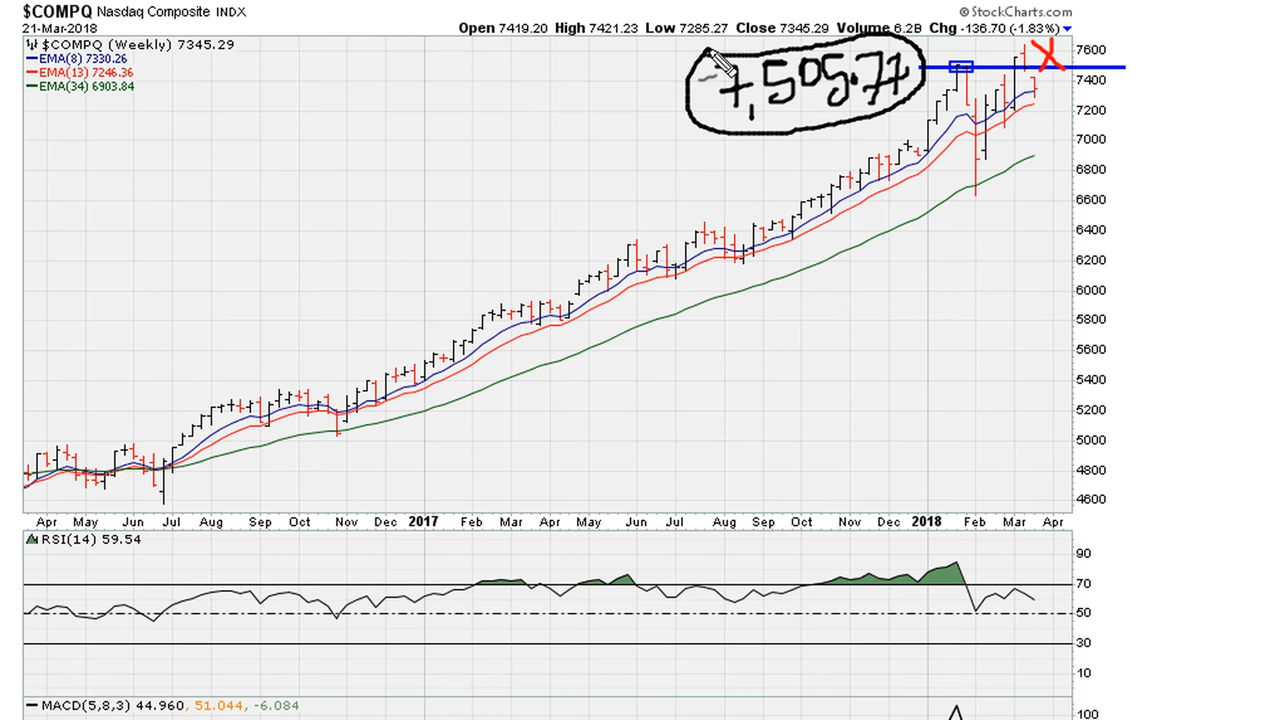 $COMPQ Nasdaq Composite INDX
© StockCharts.com
21-Mar-2018
Open 7419.20 High 7421.23 Low 7285.27 Close 7345.29 Volume 6.2B Chg -136.70 (-1.83%)
$COMPQ (Weekly) 7345.29
EMA(8) 7330.26
EMA(13) 7246.36
EMA(34) 6903.84
7,505.77
X
7600
7400
7200
7000
6800
6600
6400
6200
6000
5800
5600
5400
5200
5000
4800
4600
Apr May Jun Jul Aug Sep Oct Nov Dec 2017 Feb Mar Apr May Jun Jul Aug Sep Oct Nov Dec 2018 Feb Mar Apr
RSI(14) 59.54
90
70
50
30
10
MACD(5,8,3) 44.960, 51.044, -6.084
100